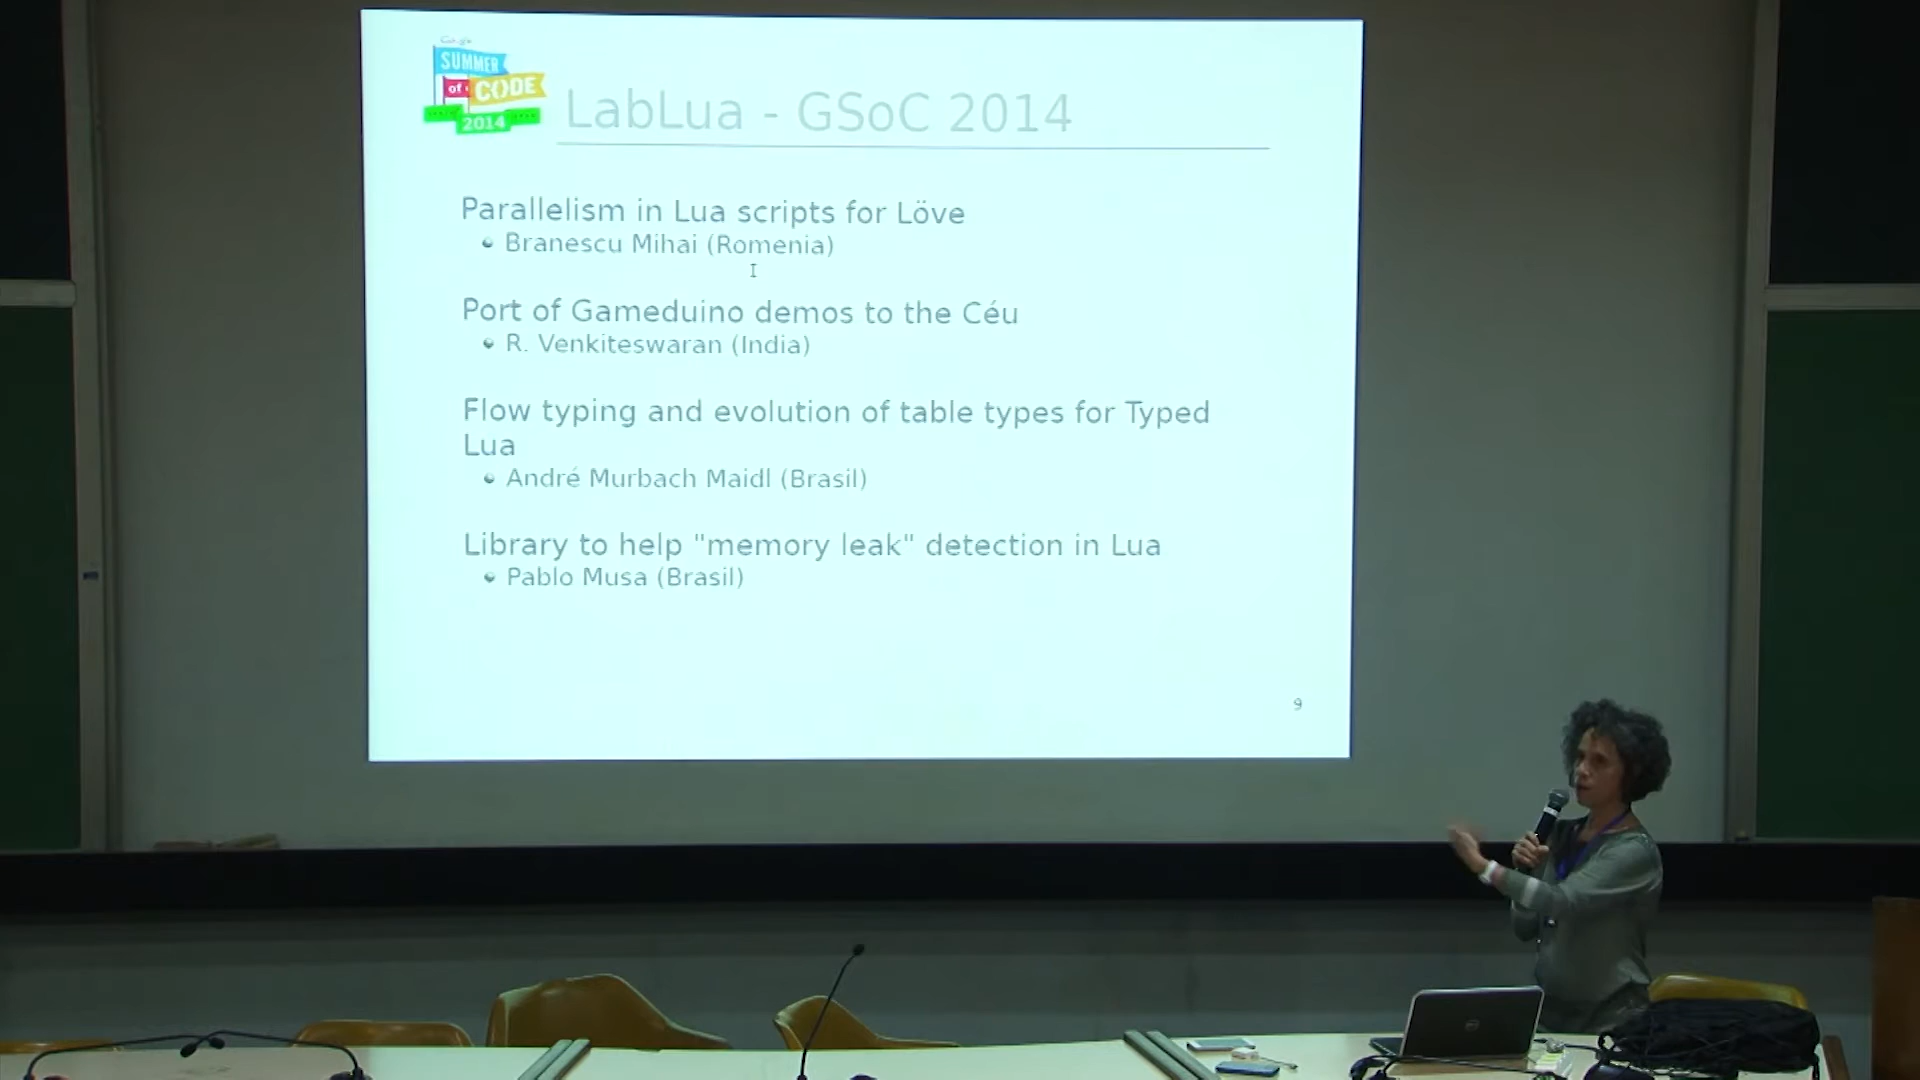 Google
SUMMER
of CODE
2014
LabLua - GSoC 2014
Parallelism in Lua scripts for Löve
Branescu Mihai (Romenia)
Port of Gameduino demos to the Céu
R. Venkiteswaran (India)
Flow typing and evolution of table types for Typed
Lua
André Murbach Maidl (Brasil)
Library to help "memory leak" detection in Lua
Pablo Musa (Brasil)
9